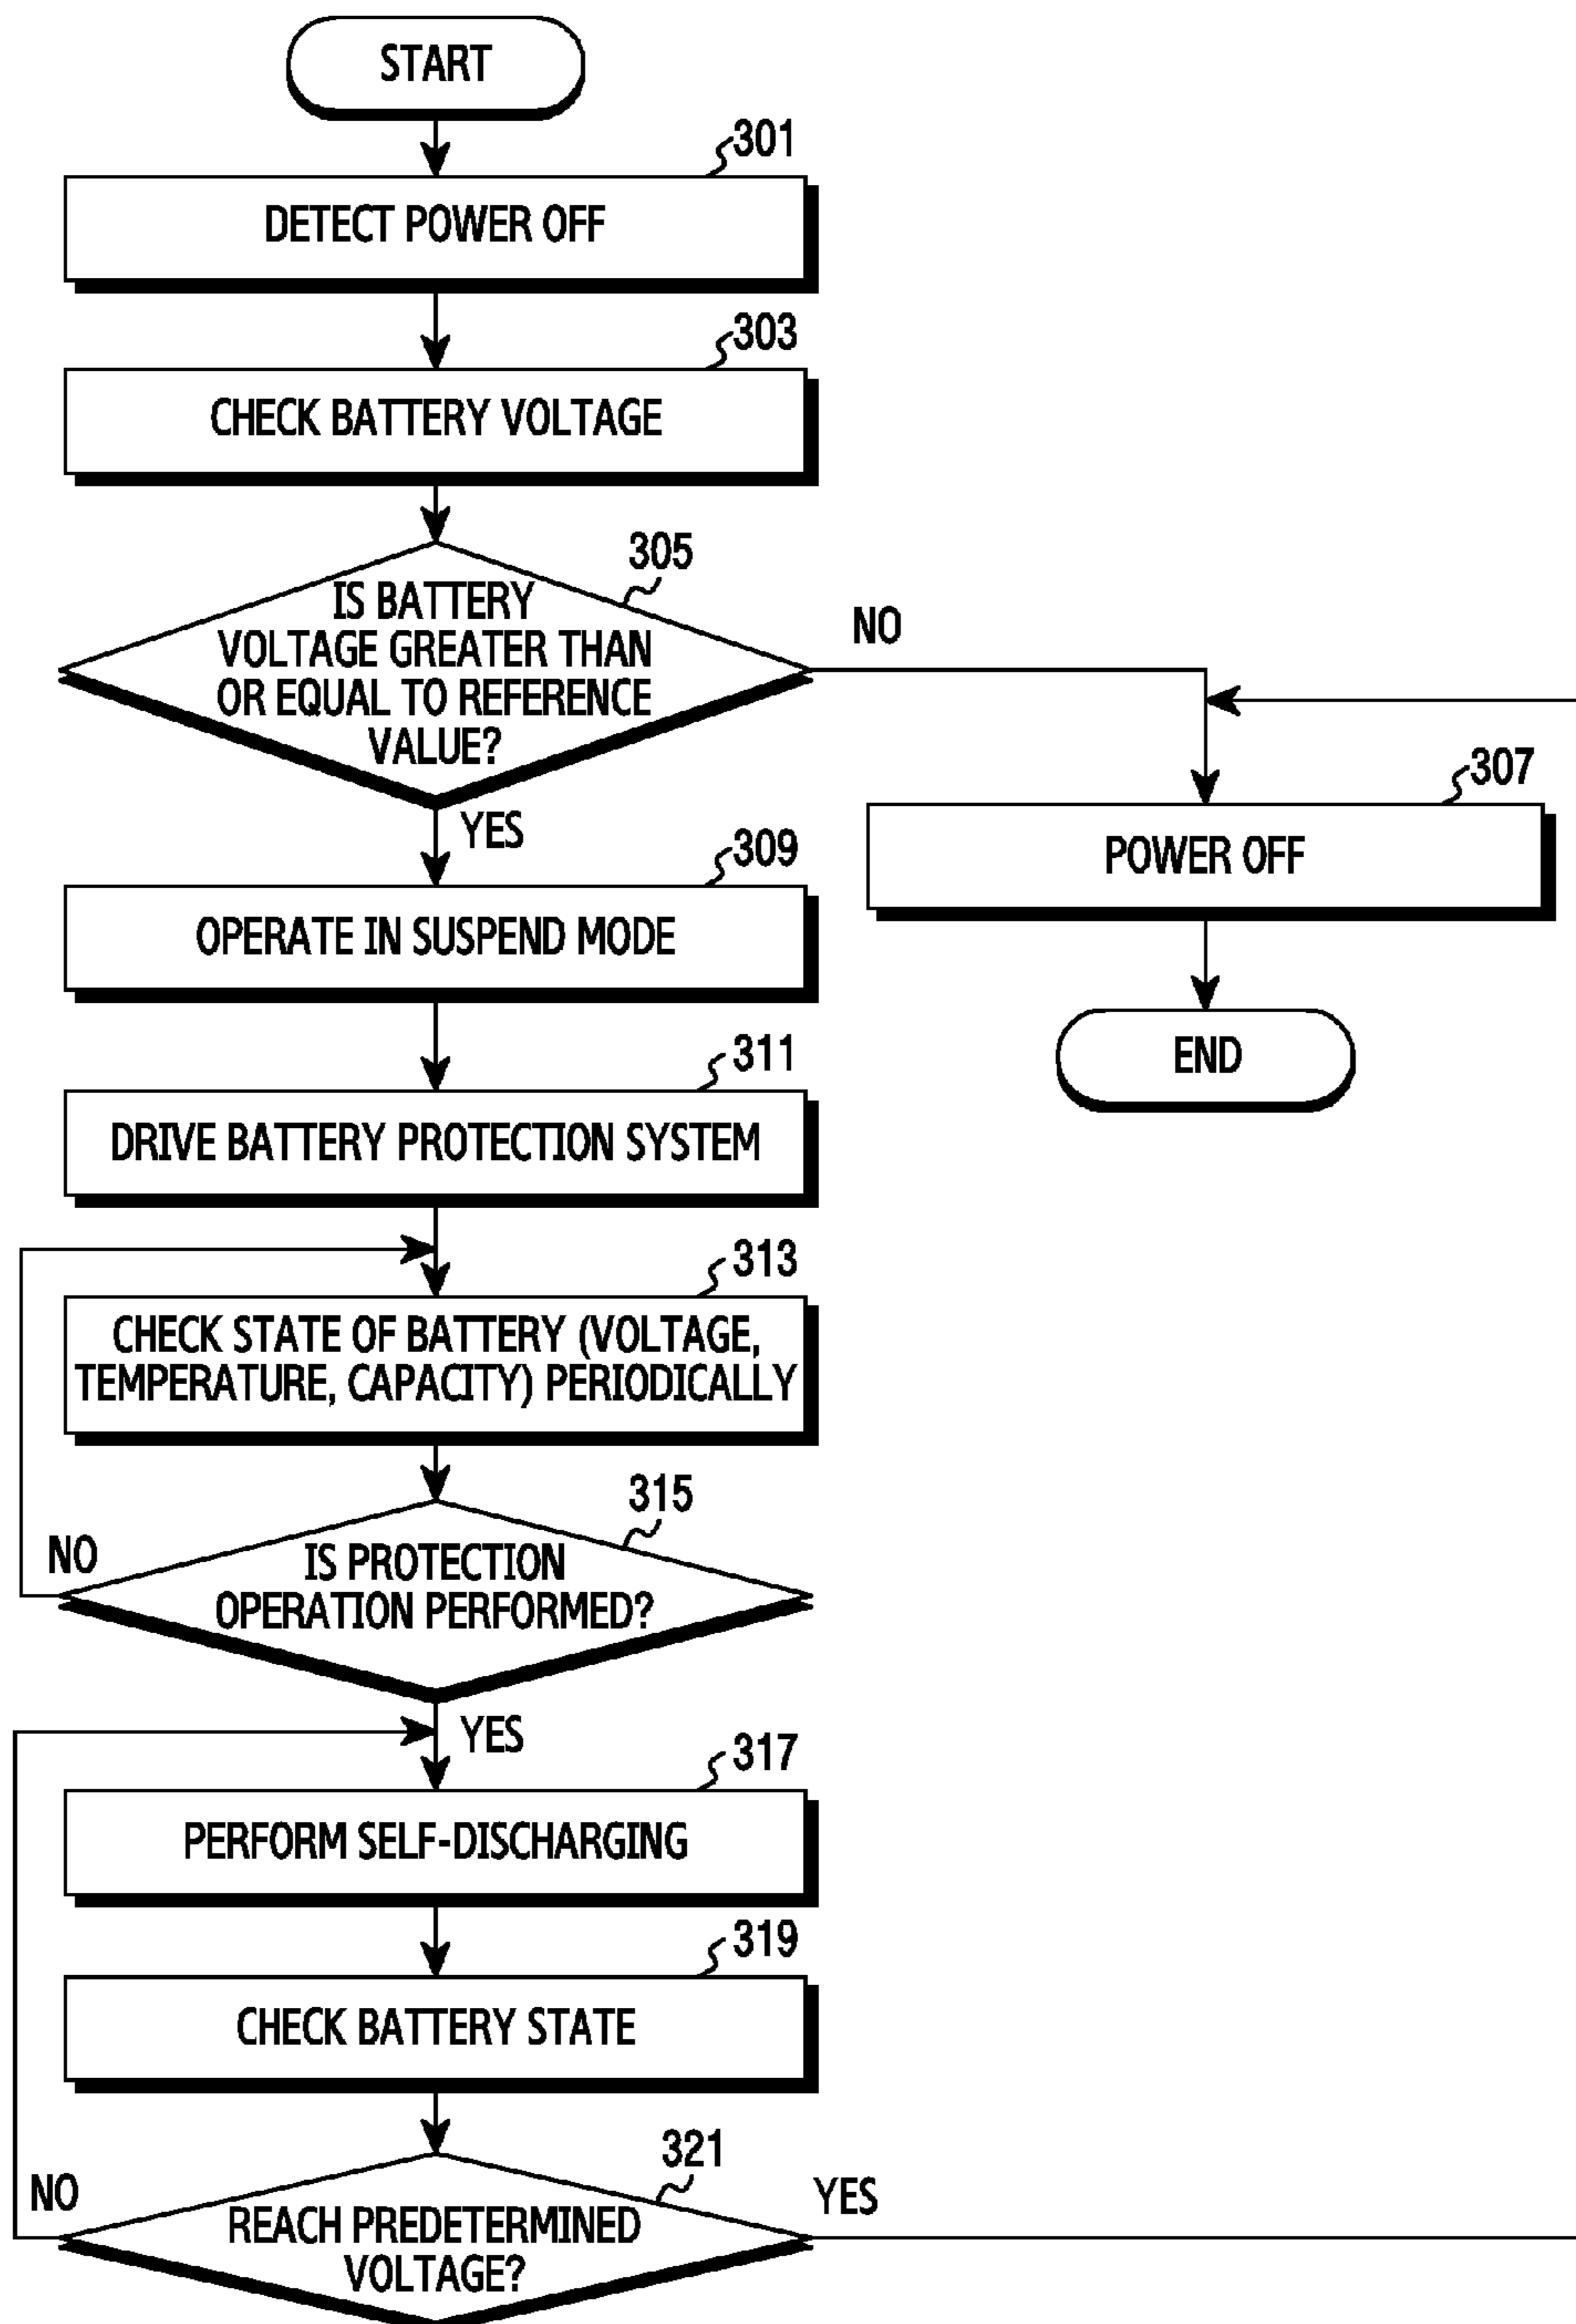 START
301
DETECT POWER OFF
303
CHECK BATTERY VOLTAGE
305
IS BATTERY
VOLTAGE GREATER THAN
OR EQUAL TO REFERENCE
VALUE?
NO
YES
307
POWER OFF
END
309
OPERATE IN SUSPEND MODE
311
DRIVE BATTERY PROTECTION SYSTEM
313
CHECK STATE OF BATTERY (VOLTAGE,
TEMPERATURE, CAPACITY) PERIODICALLY
315
IS PROTECTION
OPERATION PERFORMED?
NO
YES
317
PERFORM SELF-DISCHARGING
319
CHECK BATTERY STATE
321
REACH PREDETERMINED
VOLTAGE?
NO
YES